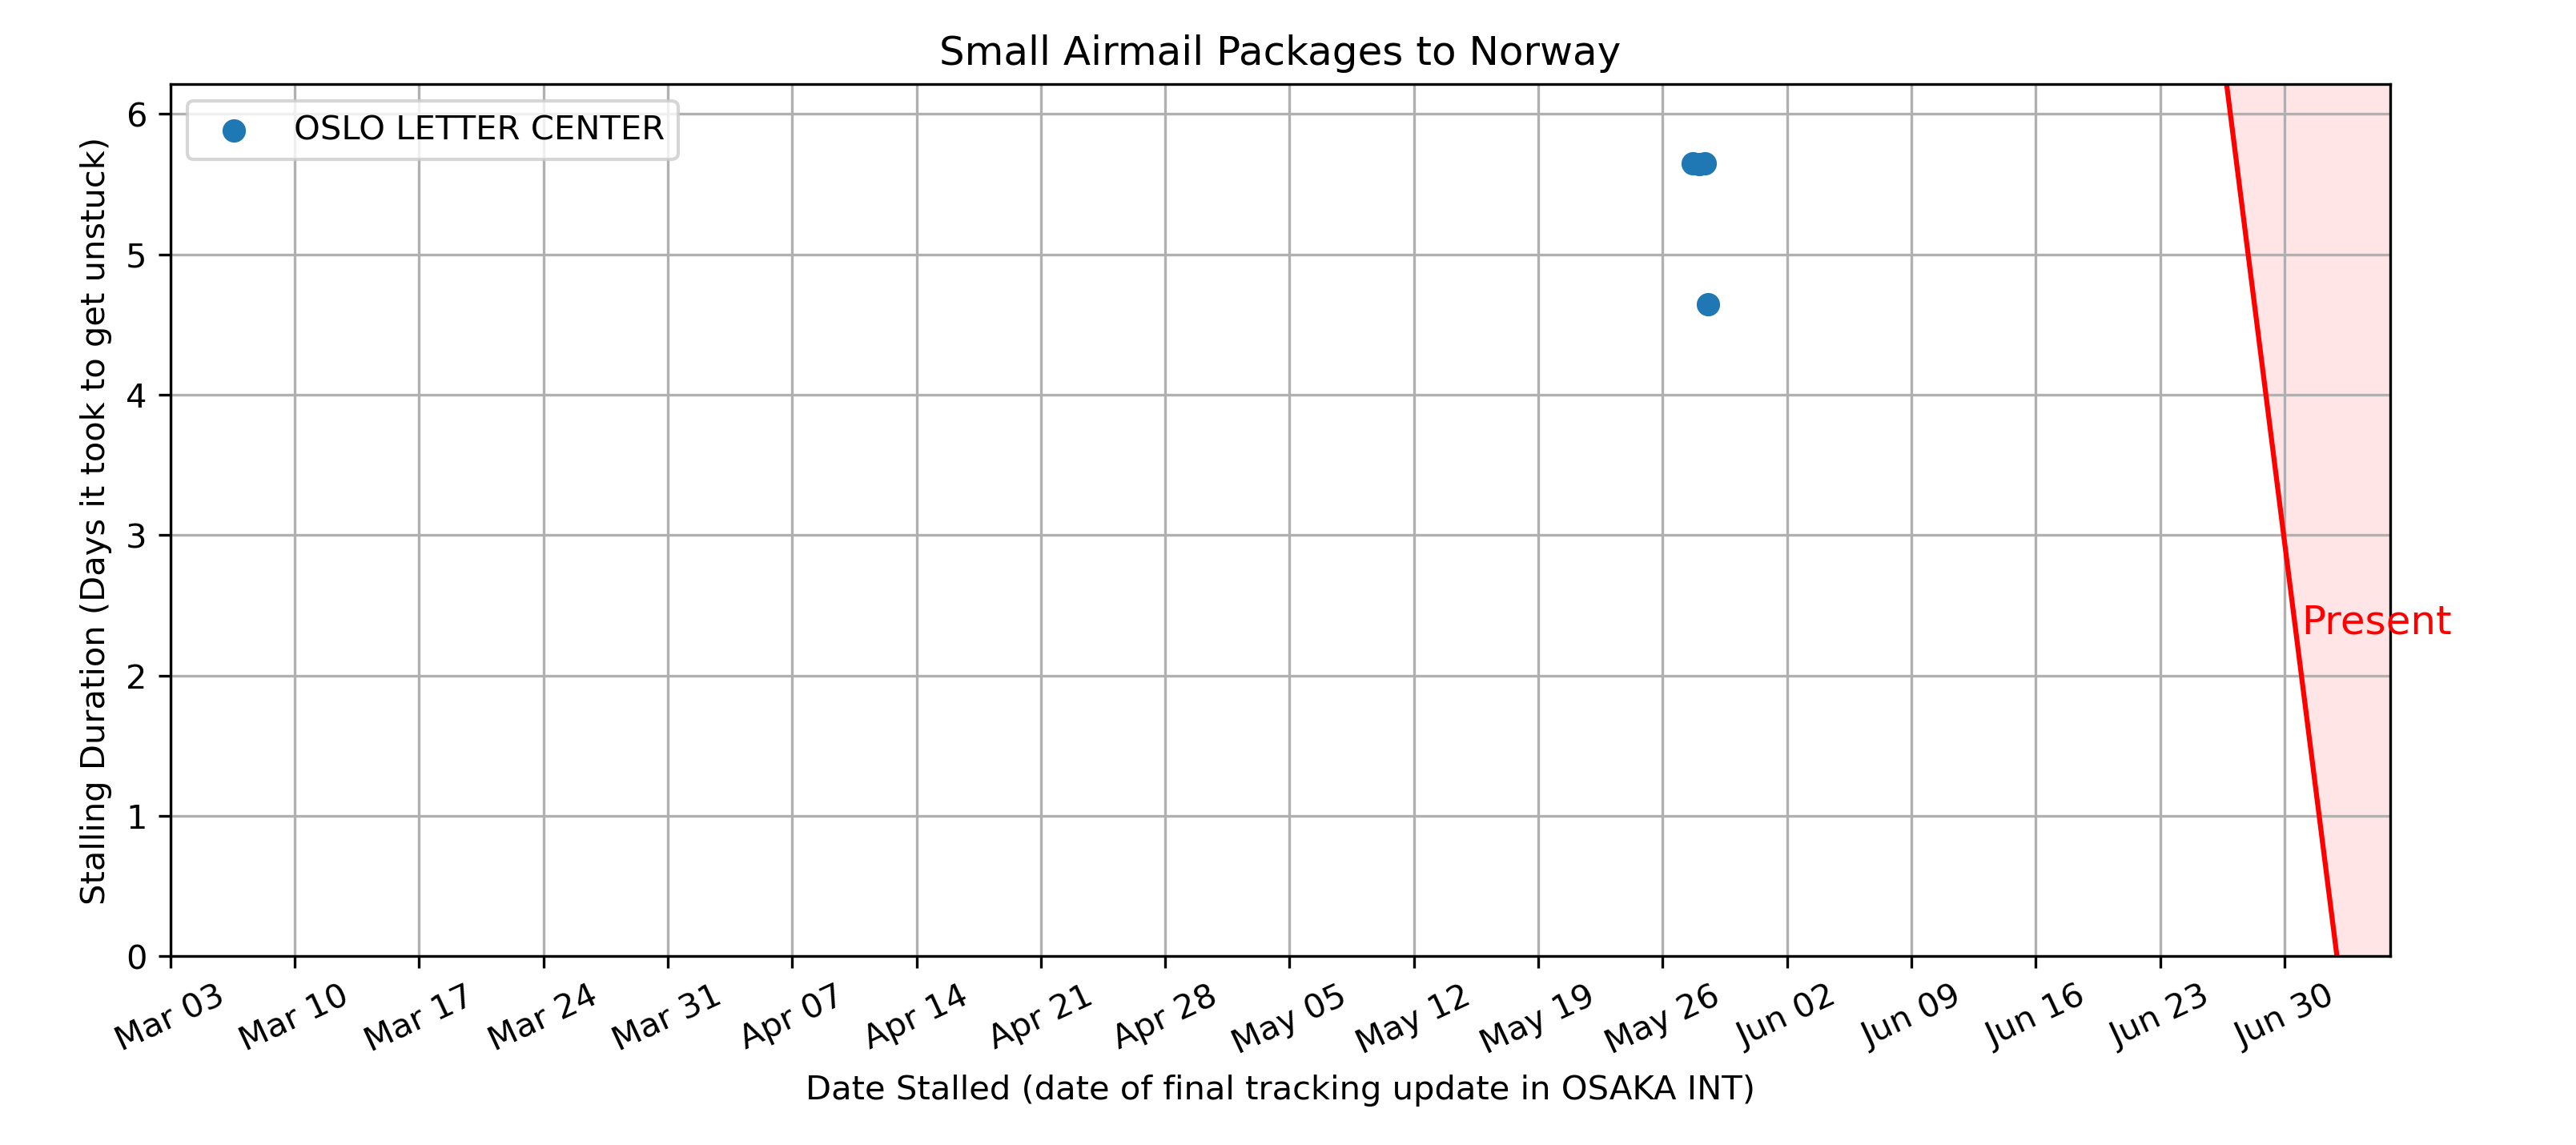 Small Airmail Packages to Norway
OSLO LETTER CENTER
Stalling Duration (Days it took to get unstuck)
6
5
4
3
2
1
0
Present
Mar 03
Mar 10
Mar 17
Mar 24
Mar 31
Apr 07
Apr 14
Apr 21
Apr 28
May 05
May 12
May 19
May 26
Jun 02
Jun 09
Jun 16
Jun 23
Jun 30
Date Stalled (date of final tracking update in OSAKA INT)